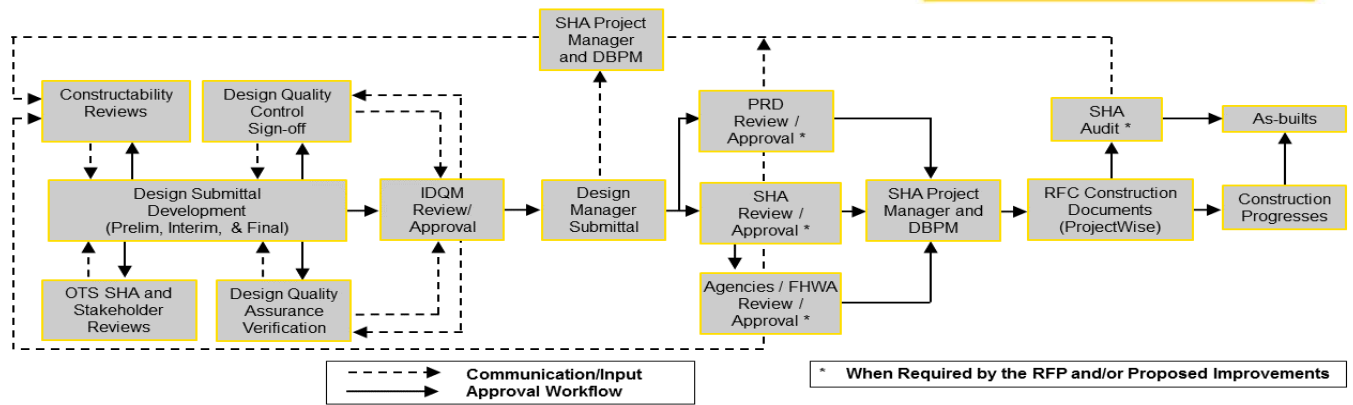 SHA Project
Manager
and DBPM
Constructability
Reviews
Design Quality
Control
Sign-off
PRD
Review /
Approval *
SHA
Audit *
As-builts
Design Submittal
Development
(Prelim, Interim, & Final)
IDQM
Review/
Approval
Design
Manager
Submittal
SHA
Review /
Approval *
SHA Project
Manager and
DBPM
RFC Construction
Documents
(ProjectWise)
Construction
Progresses
OTS SHA and
Stakeholder
Reviews
Design Quality
Assurance
Verification
Agencies / FHWA
Review /
Approval *
Communication/Input
Approval Workflow
* When Required by the RFP and/or Proposed Improvements